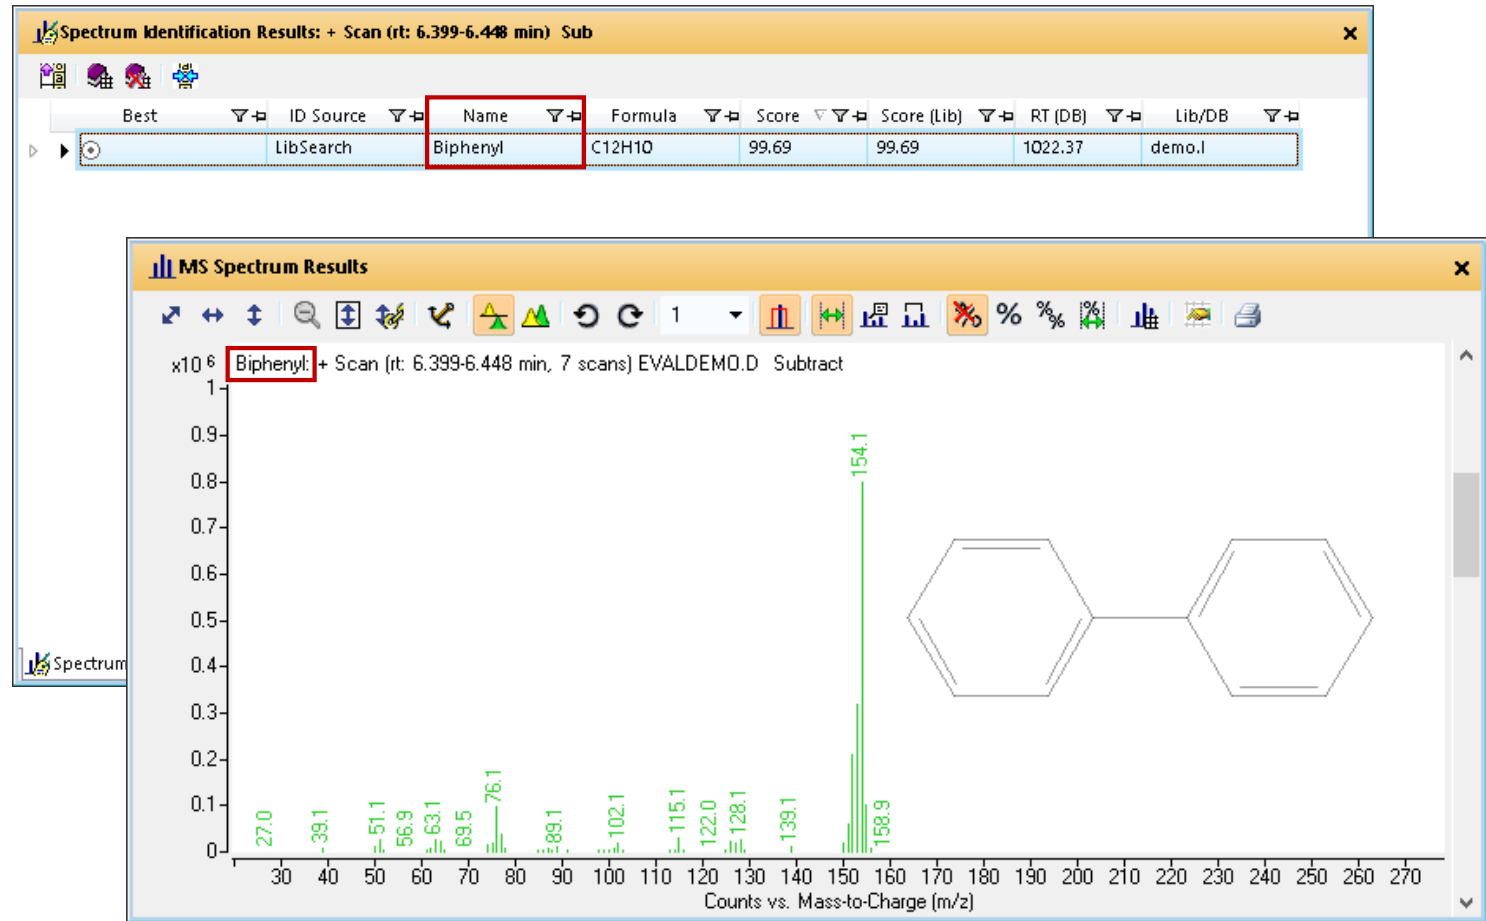 Spectrum Identification Results: + Scan (rt: 6.399-6.448 min) Sub
Best ID Source Name Formula Score Score (Lib) RT (DB) Lib/DB
LibSearch Biphenyl C12H10 99.69 99.69 1022.37 demo.l
Spectrum
MS Spectrum Results
1
x10 6 Biphenyl: + Scan (rt: 6.399-6.448 min, 7 scans) EVALDEMO.D Subtract
1
0.9
0.8
0.7
0.6
0.5
0.4
0.3
0.2
0.1
0
27.0 39.1 51.1 56.9 63.1 69.5 76.1 89.1 102.1 115.1 122.0 128.1 139.1 154.1 158.9
30 40 50 60 70 80 90 100 110 120 130 140 150 160 170 180 190 200 210 220 230 240 250 260 270
Counts vs. Mass-to-Charge (m/z)